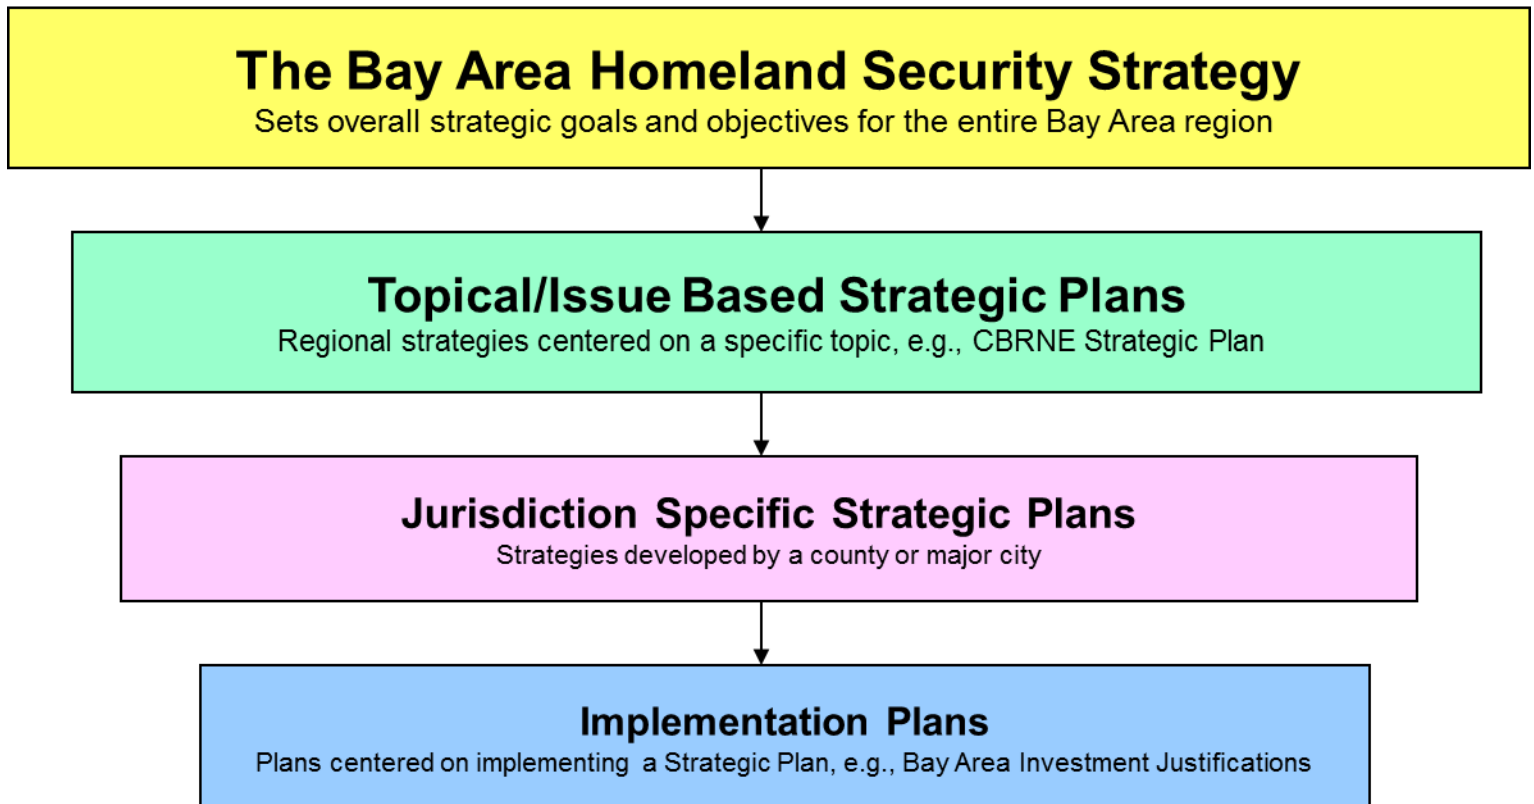 The Bay Area Homeland Security Strategy
Sets overall strategic goals and objectives for the entire Bay Area region
Topical/Issue Based Strategic Plans
Regional strategies centered on a specific topic, e.g., CBRNE Strategic Plan
Jurisdiction Specific Strategic Plans
Strategies developed by a county or major city
Implementation Plans
Plans centered on implementing a Strategic Plan, e.g., Bay Area Investment Justifications